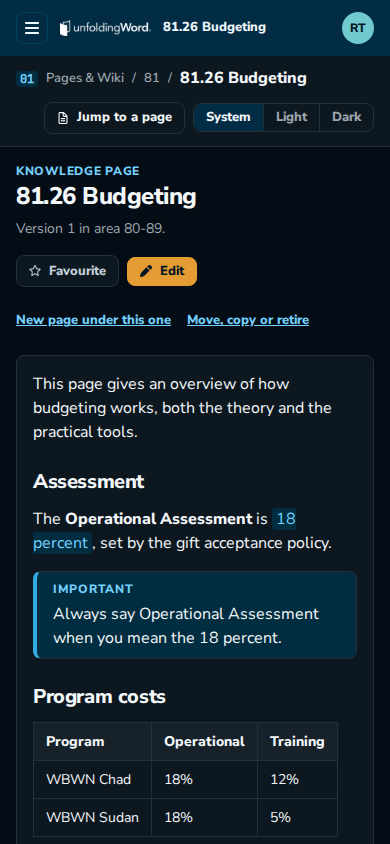 unfoldingWord. 81.26 Budgeting RT
01 Pages & Wiki / 81 / 81.26 Budgeting
Jump to a page System Light Dark
KNOWLEDGE PAGE
81.26 Budgeting
Version 1 in area 80-89.
Favourite Edit
New page under this one Move, copy or retire
This page gives an overview of how
budgeting works, both the theory and the
practical tools.
Assessment
The Operational Assessment is 18
percent , set by the gift acceptance policy.
IMPORTANT
Always say Operational Assessment
when you mean the 18 percent.
Program costs
Program Operational Training
WBWN Chad 18% 12%
WBWN Sudan 18% 5%